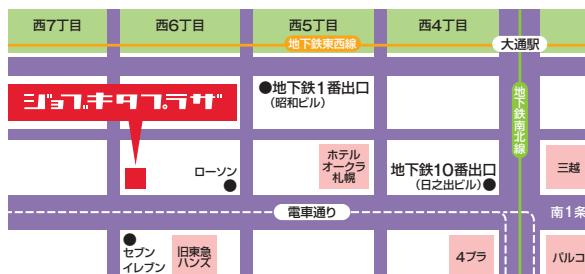 西7丁目
西6丁目
西5丁目
西4丁目
地下鉄東西線
大通駅
ジョブキタプラザ
●地下鉄1番出口
(昭和ビル)
地下鉄南北線
ローソン
ホテル
オークラ
札幌
地下鉄10番出口
(日之出ビル)●
三越
電車通り
南1条
セブン
イレブン
旧東急
ハンズ
4プラ
パルコ